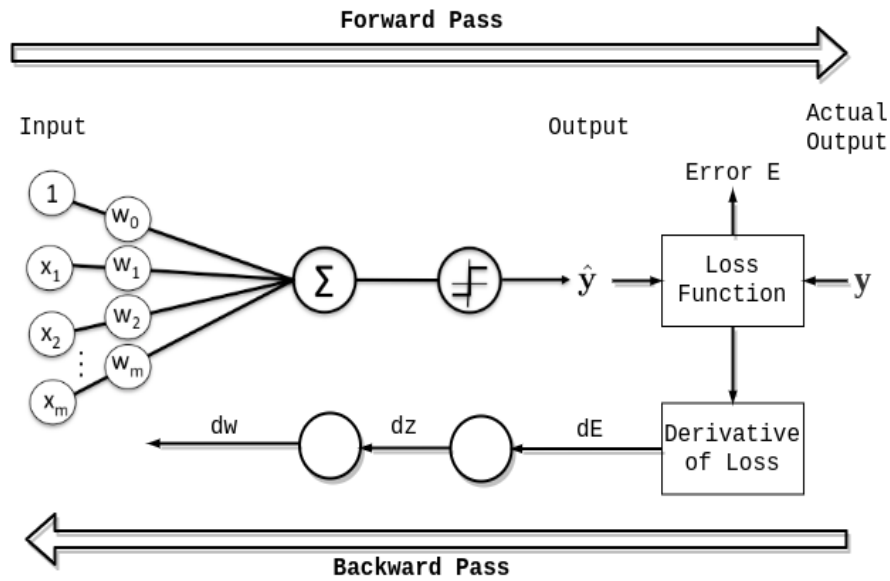 Forward Pass
Input
Output
Actual
Output
Error E
1
w₀
x₁
w₁
x₂
w₂
⋮
xₘ
wₘ
Σ
ŷ
Loss
Function
y
dw
dz
dE
Derivative
of Loss
Backward Pass